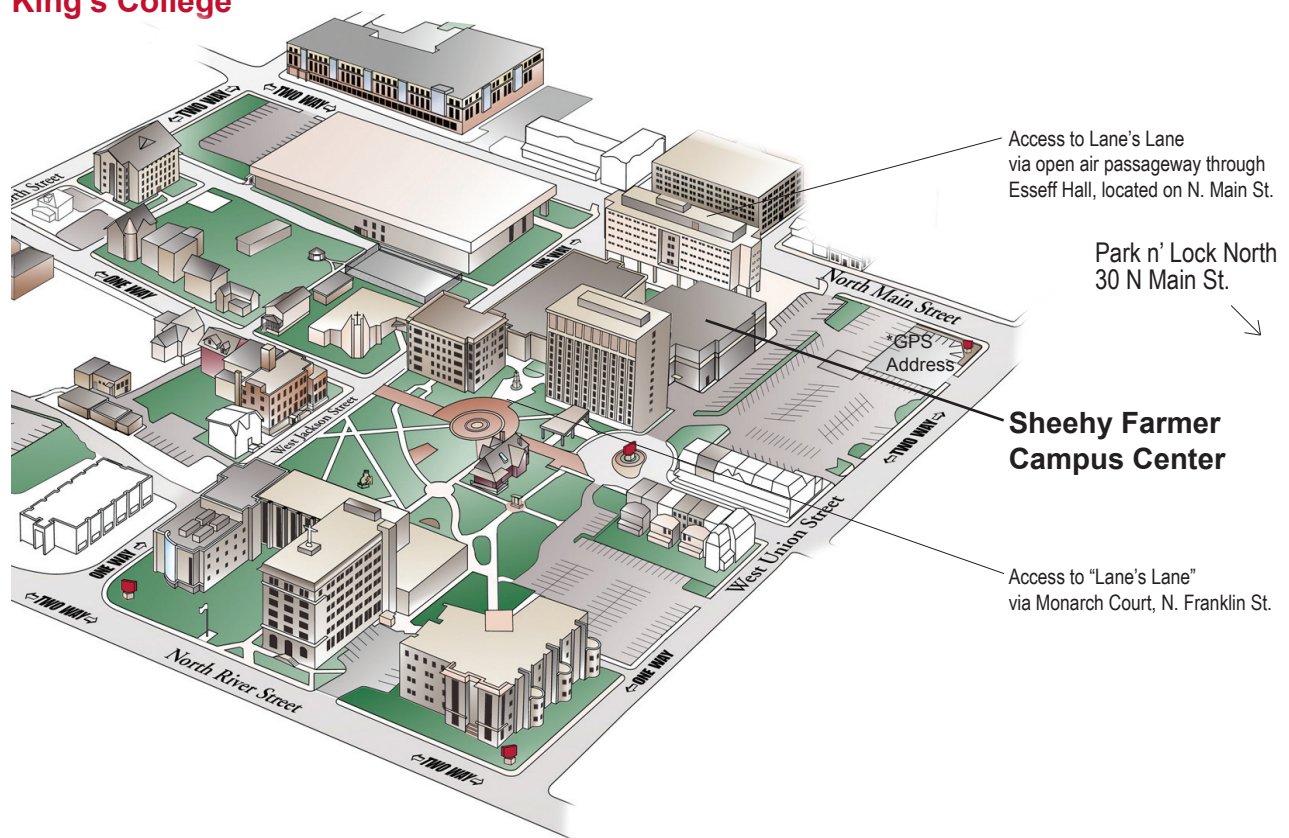 King's College
TWO WAY
TWO WAY
Access to Lane's Lane
via open air passageway through
Esseff Hall, located on N. Main St.
Park n' Lock North
30 N Main St.
ONE WAY
ONE WAY
North Main Street
*GPS
Address
Sheehy Farmer
Campus Center
West Jackson Street
TWO WAY
West Union Street
ONE WAY
Access to "Lane's Lane"
via Monarch Court, N. Franklin St.
TWO WAY
North River Street
ONE WAY
TWO WAY